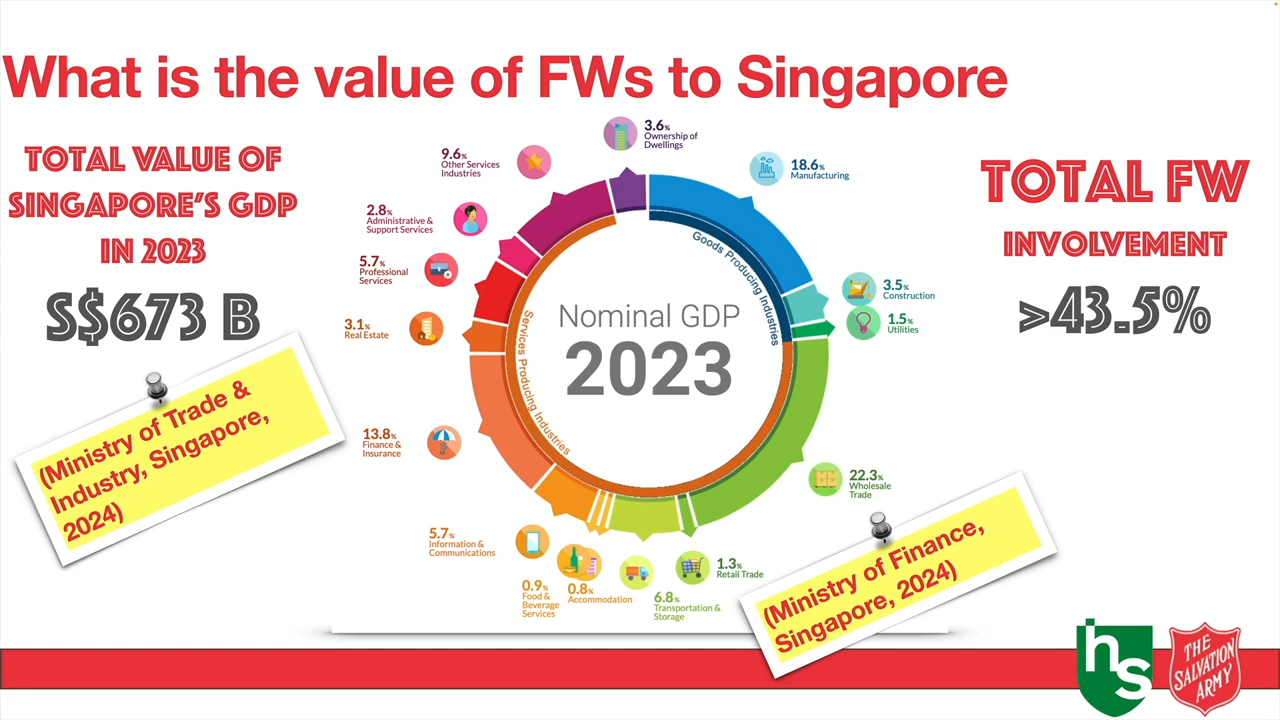 What is the value of FWs to Singapore
TOTAL VALUE OF
SINGAPORE'S GDP
IN 2023
S$673 B
(Ministry of Trade &
Industry, Singapore,
2024)
3.6%
Ownership of
Dwellings
18.6%
Manufacturing
3.5%
Construction
1.5%
Utilities
22.3%
Wholesale
Trade
1.3%
Retail Trade
6.8%
Transportation &
Storage
0.8%
Accommodation
0.9%
Food &
Beverage
Services
5.7%
Information &
Communications
13.8%
Finance &
Insurance
3.1%
Real Estate
5.7%
Professional
Services
2.8%
Administrative &
Support Services
9.6%
Other Services
Industries
Goods Producing Industries
Services Producing Industries
Nominal GDP
2023
TOTAL FW
INVOLVEMENT
>43.5%
(Ministry of Finance,
Singapore, 2024)
hs
THE
SALVATION
ARMY